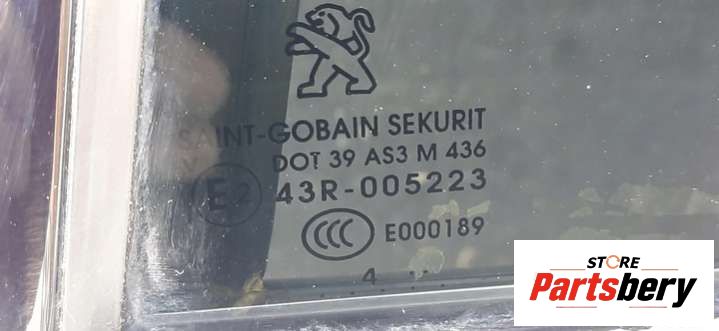 SAINT-GOBAIN SEKURIT
DOT 39 AS3 M 436
V
E2 43R-005223
CCC E000189
4
STORE
Partsbery